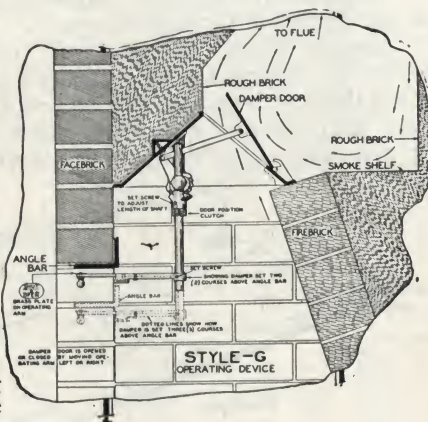 TO FLUE
ROUGH BRICK
DAMPER DOOR
ROUGH BRICK
SMOKE SHELF
FACEBRICK
SET SCREW
TO ADJUST
LENGTH OF SHAFT
DOOR POSITION
CLUTCH
FIREBRICK
ANGLE
BAR
SET SCREW
SHOWING DAMPER SET TWO
(2) COURSES ABOVE ANGLE BAR
ANGLE BAR
BRASS PLATE
ON OPERATING
ARM
DOTTED LINES SHOW HOW
DAMPER IS SET THREE (3) COURSES
ABOVE ANGLE BAR
DAMPER DOOR IS OPENED
OR CLOSED BY MOVING OPE-
RATING ARM LEFT OR RIGHT
STYLE-G
OPERATING DEVICE